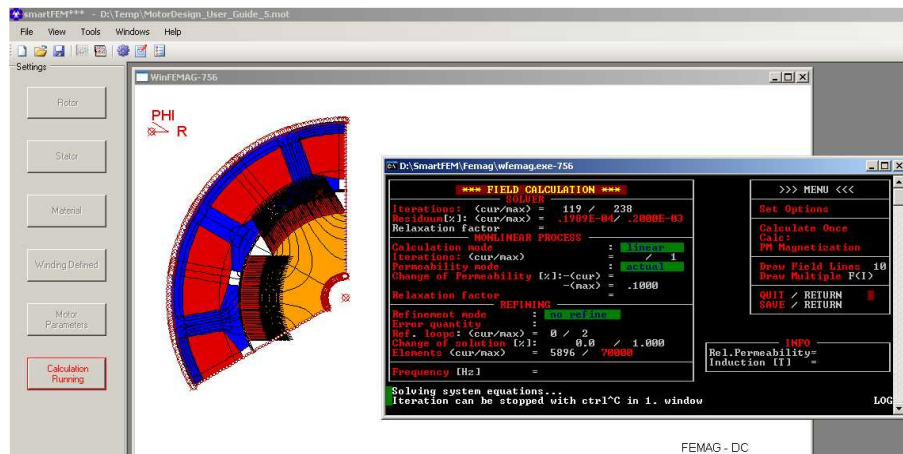 smartFEM*** - D:\Temp\MotorDesign_User_Guide_5.mot
File View Tools Windows Help
Settings
Rotor
Stator
Material
Winding Defined
Motor Parameters
Calculation Running
WinFEMAG-756
PHI
R
D:\SmartFEM\Femag\wfemag.exe-756
*** FIELD CALCULATION ***
SOLVER
Iterations: (cur/max) = 119 / 238
Residuum[%]: (cur/max) = .1989E-04/ .2000E-03
Relaxation factor =
NONLINEAR PROCESS
Calculation mode : linear
Iterations: (cur/max) = / 1
Permeability mode : actual
Change of Permeability [%]:-(cur) =
-(max) = .1000
Relaxation factor =
REFINING
Refinement mode : no refine
Error quantity :
Ref. loops: (cur/max) = 0 / 2
Change of solution [%]: 0.0 / 1.000
Elements (cur/max) = 5896 / 70000
Frequency [Hz] =
Solving system equations...
Iteration can be stopped with ctrl^C in 1. window
>>> MENU <<<
Set Options
Calculate Once
Calc:
PM Magnetization
Draw Field Lines 10
Draw Multiple F(I)
QUIT / RETURN
SAVE / RETURN
INFO
Rel.Permeability=
Induction [T] =
LOG
FEMAG - DC